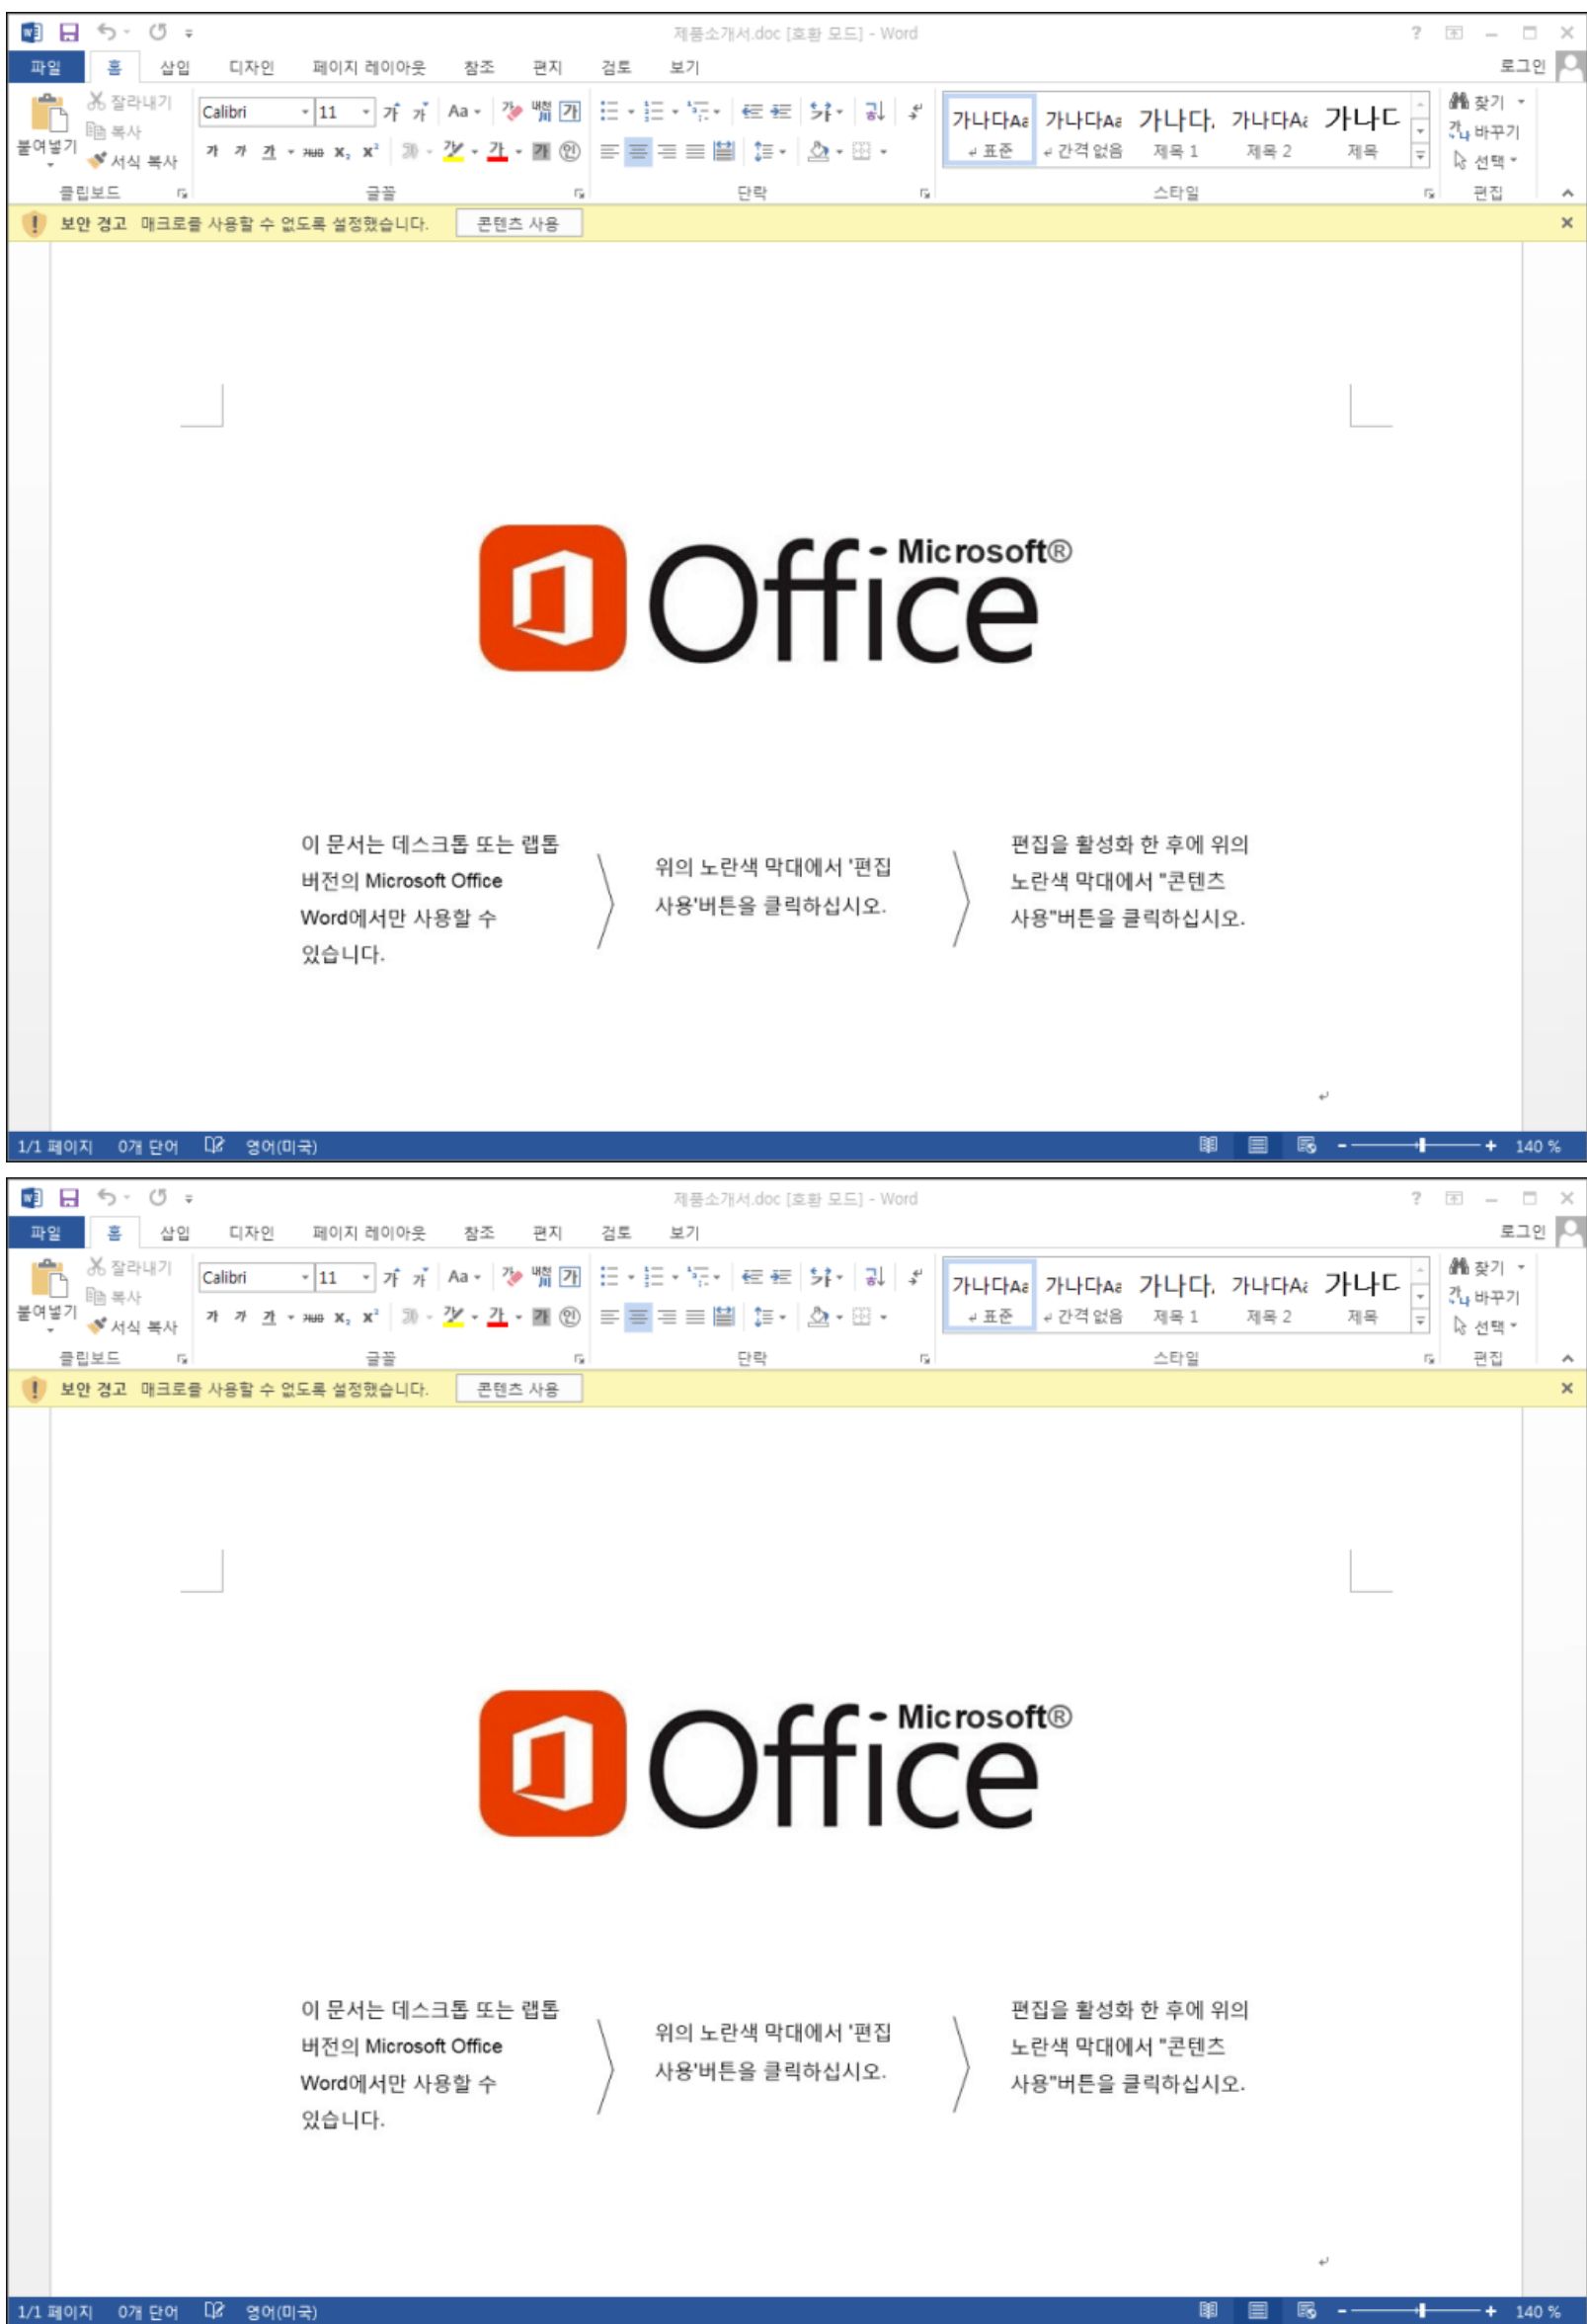 제품소개서.doc [호환 모드] - Word
파일 홈 삽입 디자인 페이지 레이아웃 참조 편지 검토 보기 로그인
잘라내기
복사
붙여넣기
서식 복사
Calibri 11
가나다Aa 가나다Aa 가나다. 가나다Aa 가나다
표준 간격 없음 제목 1 제목 2 제목
찾기
바꾸기
선택
클립보드 글꼴 단락 스타일 편집
보안 경고 매크로를 사용할 수 없도록 설정했습니다. 콘텐츠 사용
Microsoft®
Office
이 문서는 데스크톱 또는 랩톱
버전의 Microsoft Office
Word에서만 사용할 수
있습니다.
위의 노란색 막대에서 '편집
사용'버튼을 클릭하십시오.
편집을 활성화 한 후에 위의
노란색 막대에서 "콘텐츠
사용"버튼을 클릭하십시오.
1/1 페이지 0개 단어 영어(미국) 140 %
제품소개서.doc [호환 모드] - Word
파일 홈 삽입 디자인 페이지 레이아웃 참조 편지 검토 보기 로그인
잘라내기
복사
붙여넣기
서식 복사
Calibri 11
가나다Aa 가나다Aa 가나다. 가나다Aa 가나다
표준 간격 없음 제목 1 제목 2 제목
찾기
바꾸기
선택
클립보드 글꼴 단락 스타일 편집
보안 경고 매크로를 사용할 수 없도록 설정했습니다. 콘텐츠 사용
Microsoft®
Office
이 문서는 데스크톱 또는 랩톱
버전의 Microsoft Office
Word에서만 사용할 수
있습니다.
위의 노란색 막대에서 '편집
사용'버튼을 클릭하십시오.
편집을 활성화 한 후에 위의
노란색 막대에서 "콘텐츠
사용"버튼을 클릭하십시오.
1/1 페이지 0개 단어 영어(미국) 140 %